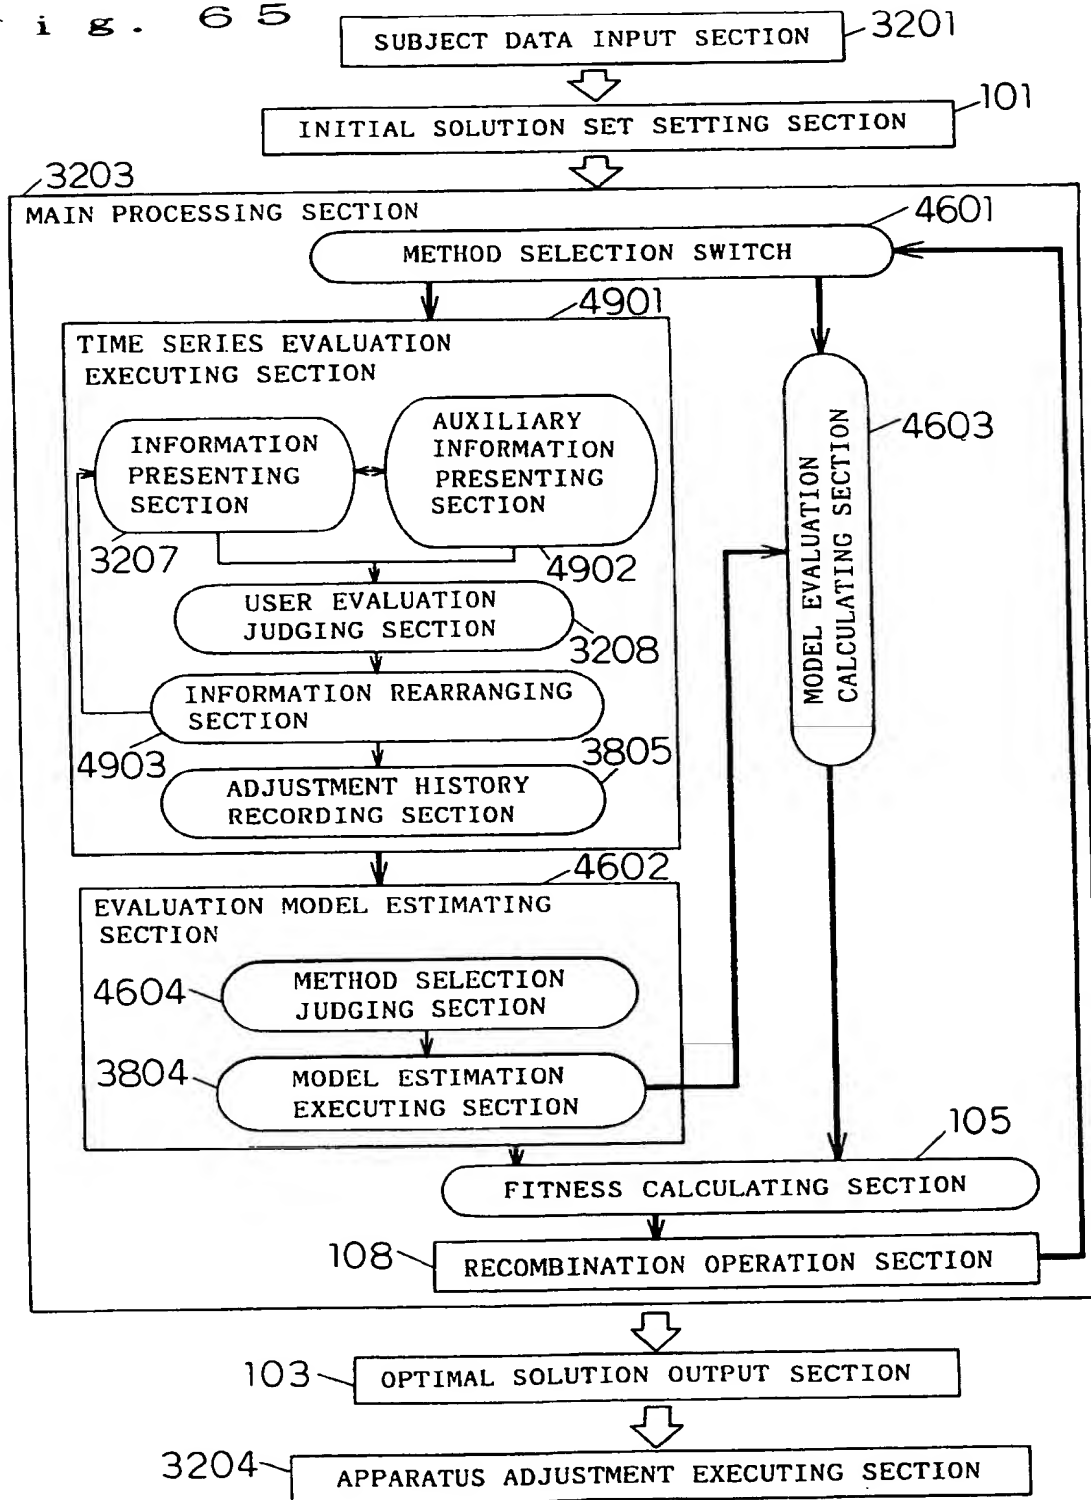 ig. 65
SUBJECT DATA INPUT SECTION
3201
INITIAL SOLUTION SET SETTING SECTION
101
3203
MAIN PROCESSING SECTION
METHOD SELECTION SWITCH
4601
4901
TIME SERIES EVALUATION
EXECUTING SECTION
INFORMATION
PRESENTING
SECTION
3207
AUXILIARY
INFORMATION
PRESENTING
SECTION
4902
USER EVALUATION
JUDGING SECTION
3208
INFORMATION REARRANGING
SECTION
4903
3805
ADJUSTMENT HISTORY
RECORDING SECTION
MODEL EVALUATION
CALCULATING SECTION
4603
4602
EVALUATION MODEL ESTIMATING
SECTION
4604
METHOD SELECTION
JUDGING SECTION
3804
MODEL ESTIMATION
EXECUTING SECTION
105
FITNESS CALCULATING SECTION
108
RECOMBINATION OPERATION SECTION
103
OPTIMAL SOLUTION OUTPUT SECTION
3204
APPARATUS ADJUSTMENT EXECUTING SECTION